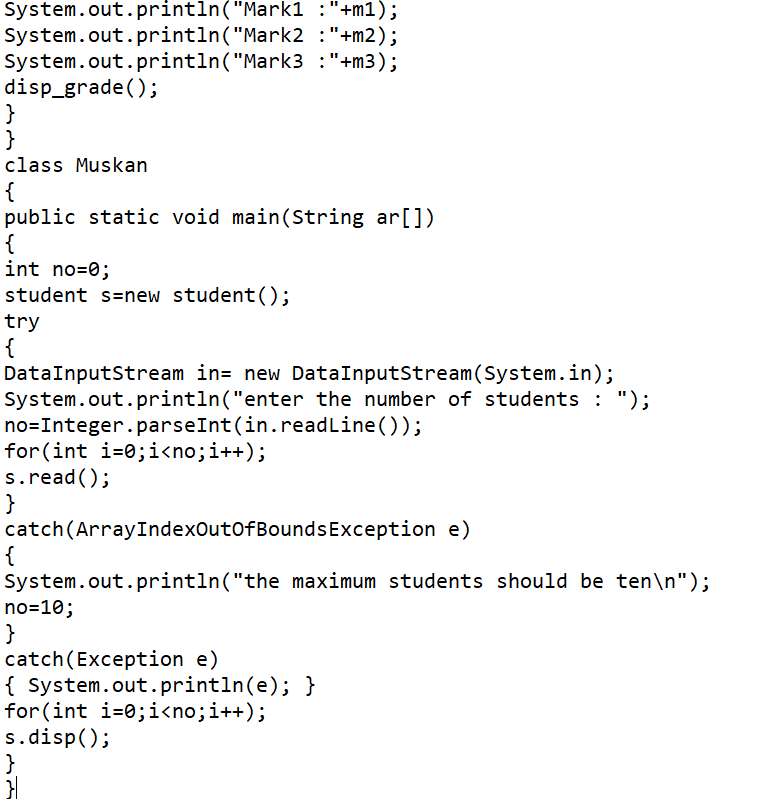 System.out.println("Mark1 :"+m1);
System.out.println("Mark2 :"+m2);
System.out.println("Mark3 :"+m3);
disp_grade();
}
}
class Muskan
{
public static void main(String ar[])
{
int no=0;
student s=new student();
try
{
DataInputStream in= new DataInputStream(System.in);
System.out.println("enter the number of students : ");
no=Integer.parseInt(in.readLine());
for(int i=0;i<no;i++);
s.read();
}
catch(ArrayIndexOutOfBoundsException e)
{
System.out.println("the maximum students should be ten\n");
no=10;
}
catch(Exception e)
{ System.out.println(e); }
for(int i=0;i<no;i++);
s.disp();
}
}